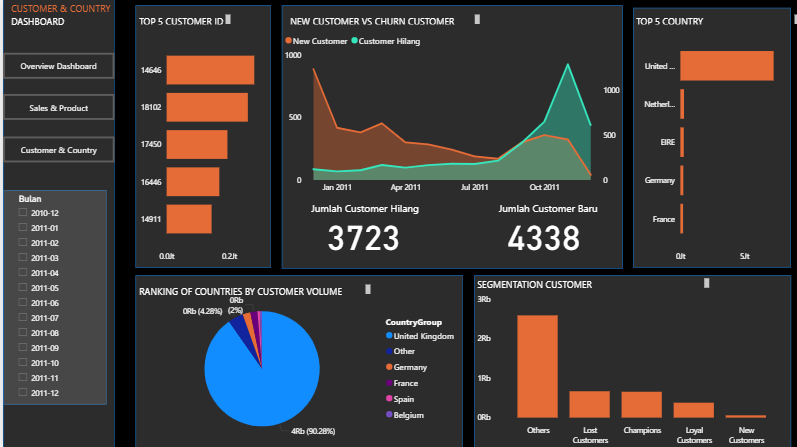 CUSTOMER & COUNTRY
DASHBOARD
Overview Dashboard
Sales & Product
Customer & Country
Bulan
2010-12
2011-01
2011-02
2011-03
2011-04
2011-05
2011-06
2011-07
2011-08
2011-09
2011-10
2011-11
2011-12
TOP 5 CUSTOMER ID
14646
18102
17450
16446
14911
0.0Jt 0.2Jt
NEW CUSTOMER VS CHURN CUSTOMER
New Customer Customer Hilang
1000
500
0
1000
500
0
Jan 2011 Apr 2011 Jul 2011 Oct 2011
Jumlah Customer Hilang
3723
Jumlah Customer Baru
4338
TOP 5 COUNTRY
United ...
Netherl...
EIRE
Germany
France
0Jt 5Jt
RANKING OF COUNTRIES BY CUSTOMER VOLUME
0Rb
(2%)
0Rb (4.28%)
4Rb (90.28%)
CountryGroup
United Kingdom
Other
Germany
France
Spain
Belgium
SEGMENTATION CUSTOMER
3Rb
2Rb
1Rb
0Rb
Others
Lost
Customers
Champions
Loyal
Customers
New
Customers